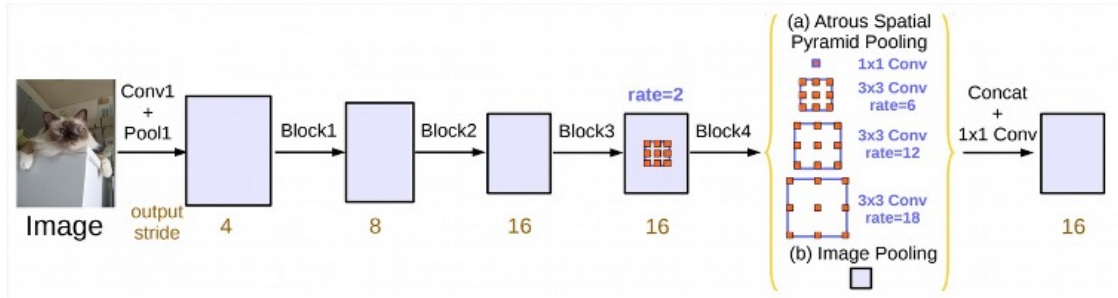 Image
Conv1
+
Pool1
output
stride
4
Block1
8
Block2
16
Block3
rate=2
16
Block4
(a) Atrous Spatial
Pyramid Pooling
1x1 Conv
3x3 Conv
rate=6
3x3 Conv
rate=12
3x3 Conv
rate=18
(b) Image Pooling
Concat
+
1x1 Conv
16